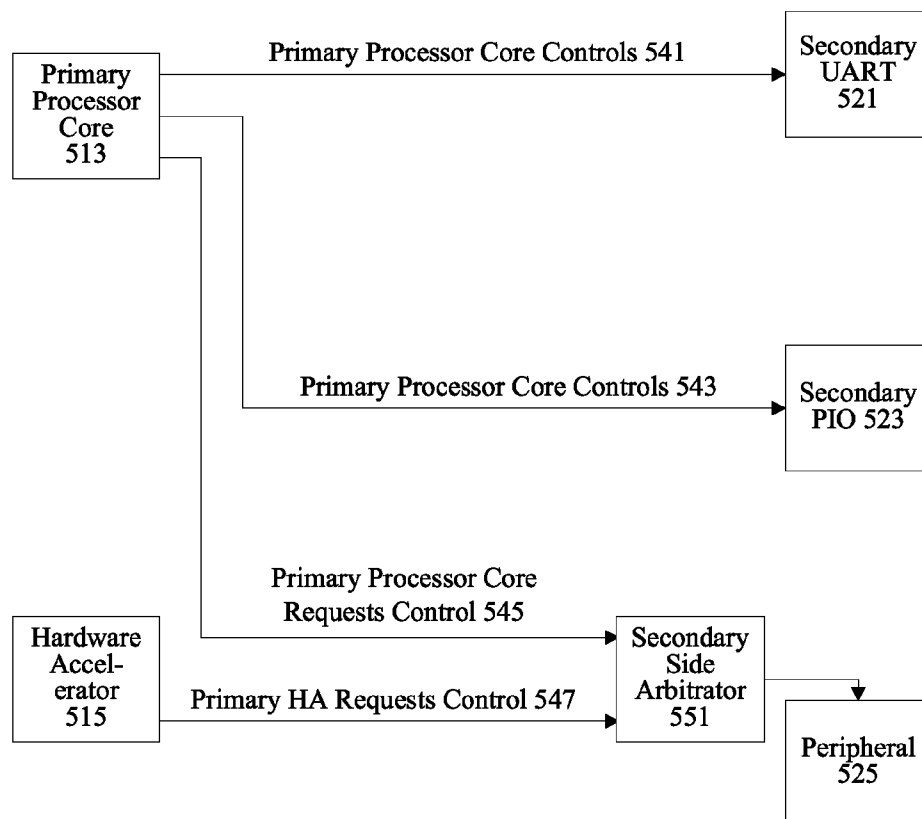 Primary Processor Core Controls 541
Secondary
UART
521
Primary
Processor
Core
513
Primary Processor Core Controls 543
Secondary
PIO 523
Primary Processor Core
Requests Control 545
Hardware
Accel-
erator
515
Primary HA Requests Control 547
Secondary
Side
Arbitrator
551
Peripheral
525